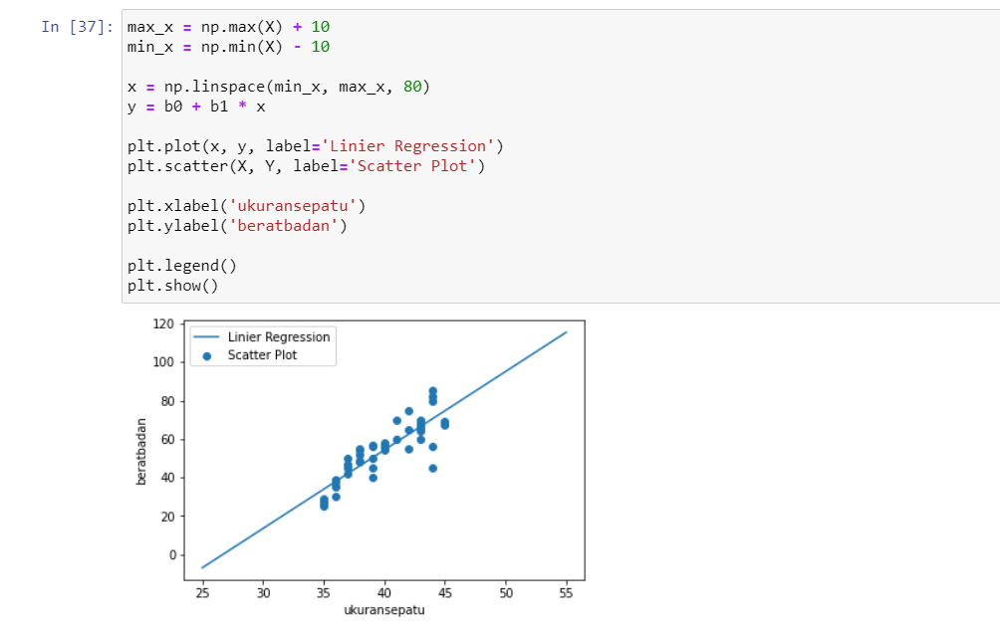 In [37]:
max_x = np.max(X) + 10
min_x = np.min(X) - 10
x = np.linspace(min_x, max_x, 80)
y = b0 + b1 * x
plt.plot(x, y, label='Linier Regression')
plt.scatter(X, Y, label='Scatter Plot')
plt.xlabel('ukuransepatu')
plt.ylabel('beratbadan')
plt.legend()
plt.show()
Linier Regression
Scatter Plot
120
100
80
60
40
20
0
beratbadan
25 30 35 40 45 50 55
ukuransepatu